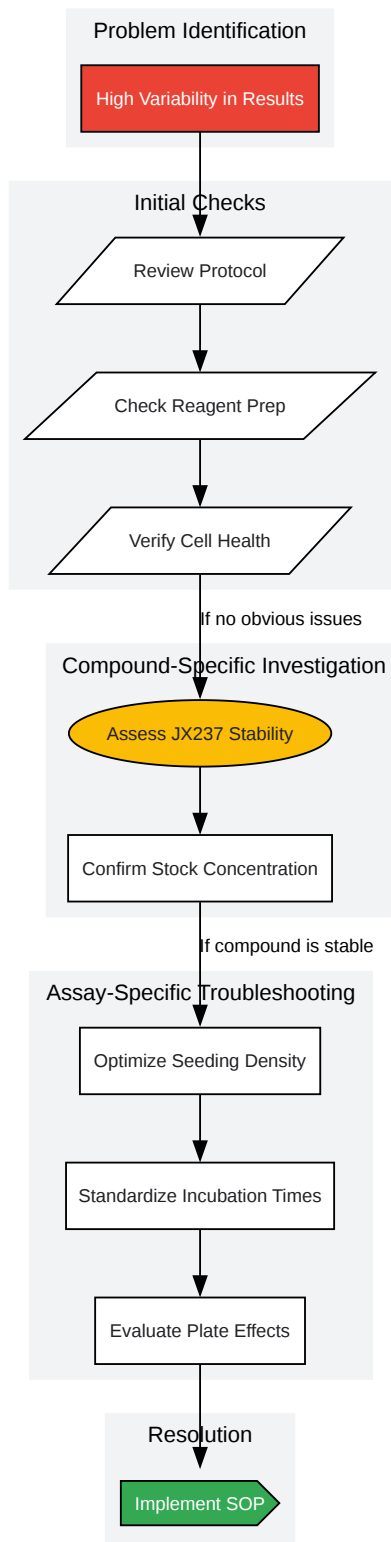 Problem Identification
High Variability in Results
Initial Checks
Review Protocol
Check Reagent Prep
Verify Cell Health
If no obvious issues
Compound-Specific Investigation
Assess JX237 Stability
Confirm Stock Concentration
If compound is stable
Assay-Specific Troubleshooting
Optimize Seeding Density
Standardize Incubation Times
Evaluate Plate Effects
Resolution
Implement SOP